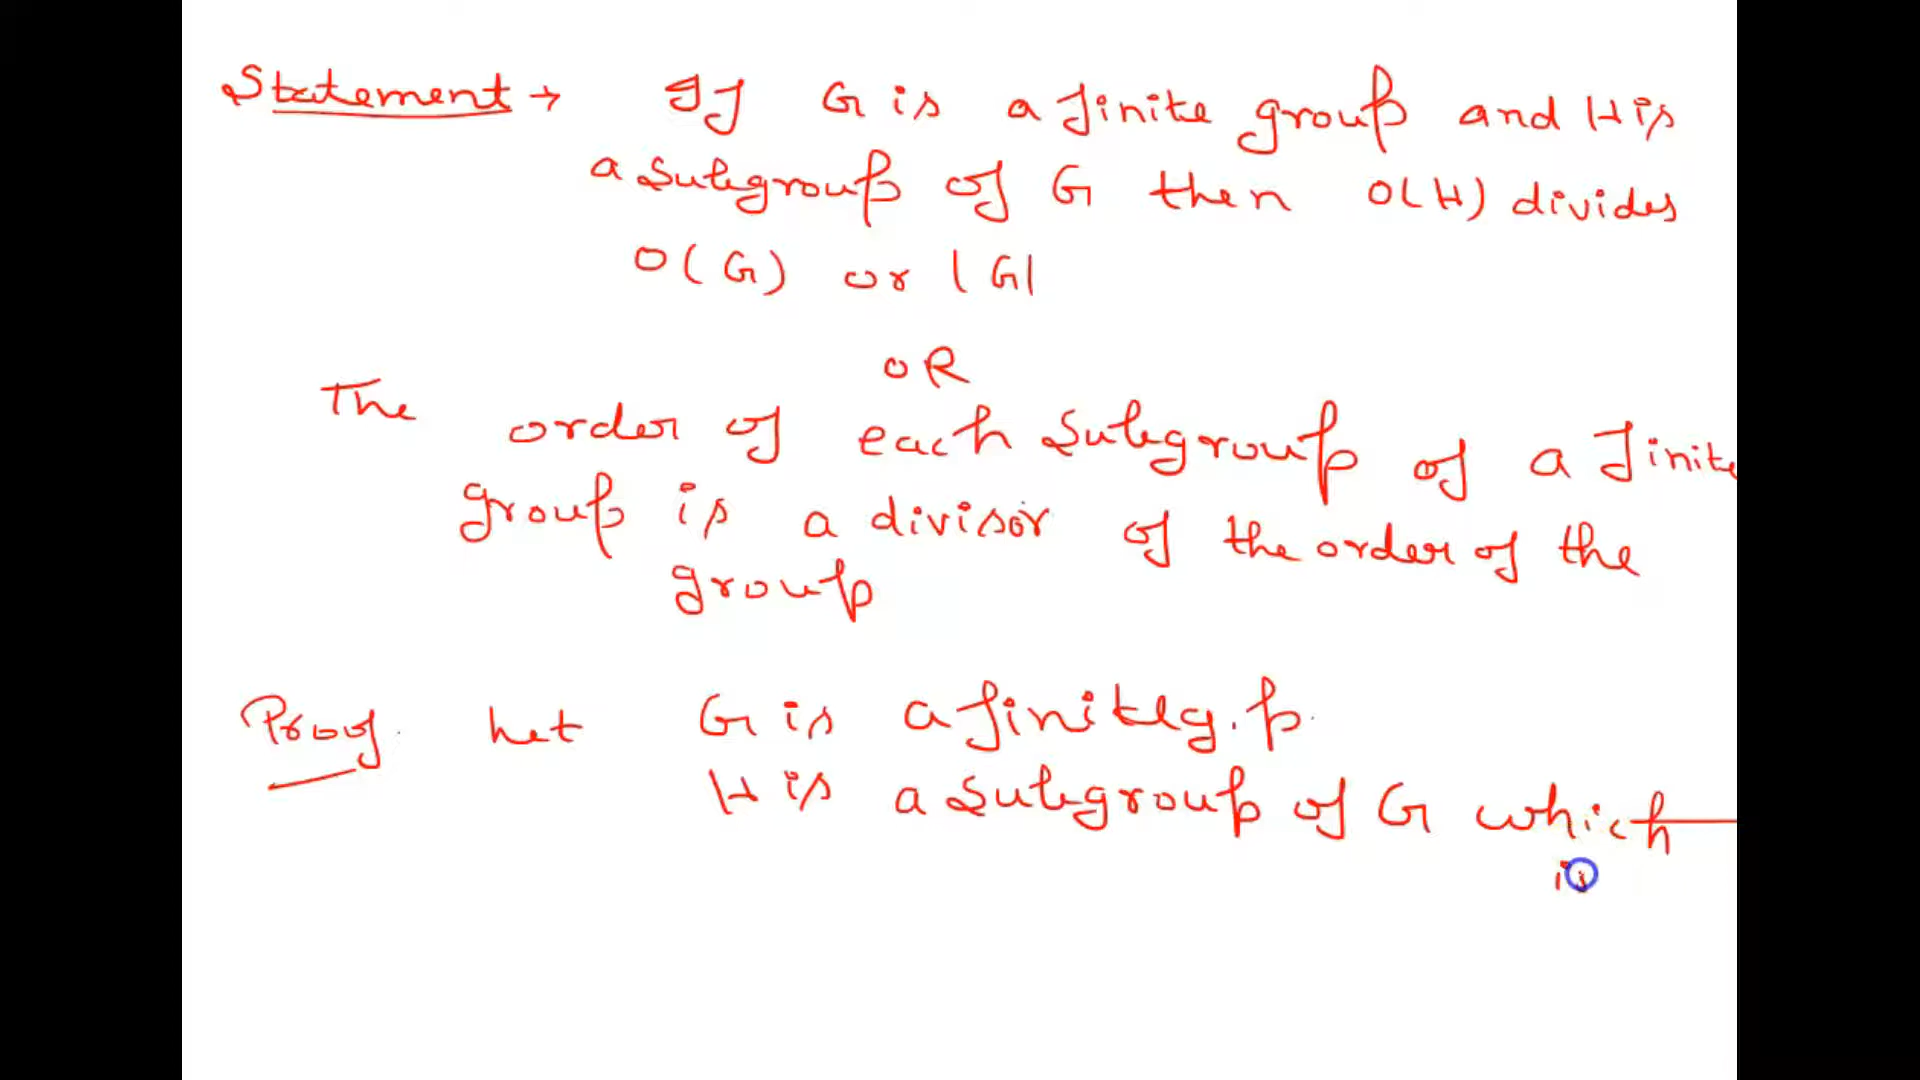 Statement → If G is a finite group and H is
a subgroup of G then O(H) divides
O(G) or |G|
OR
The order of each subgroup of a finite
group is a divisor of the order of the
group
Proof. Let G is a finite g.p.
H is a subgroup of G which
is